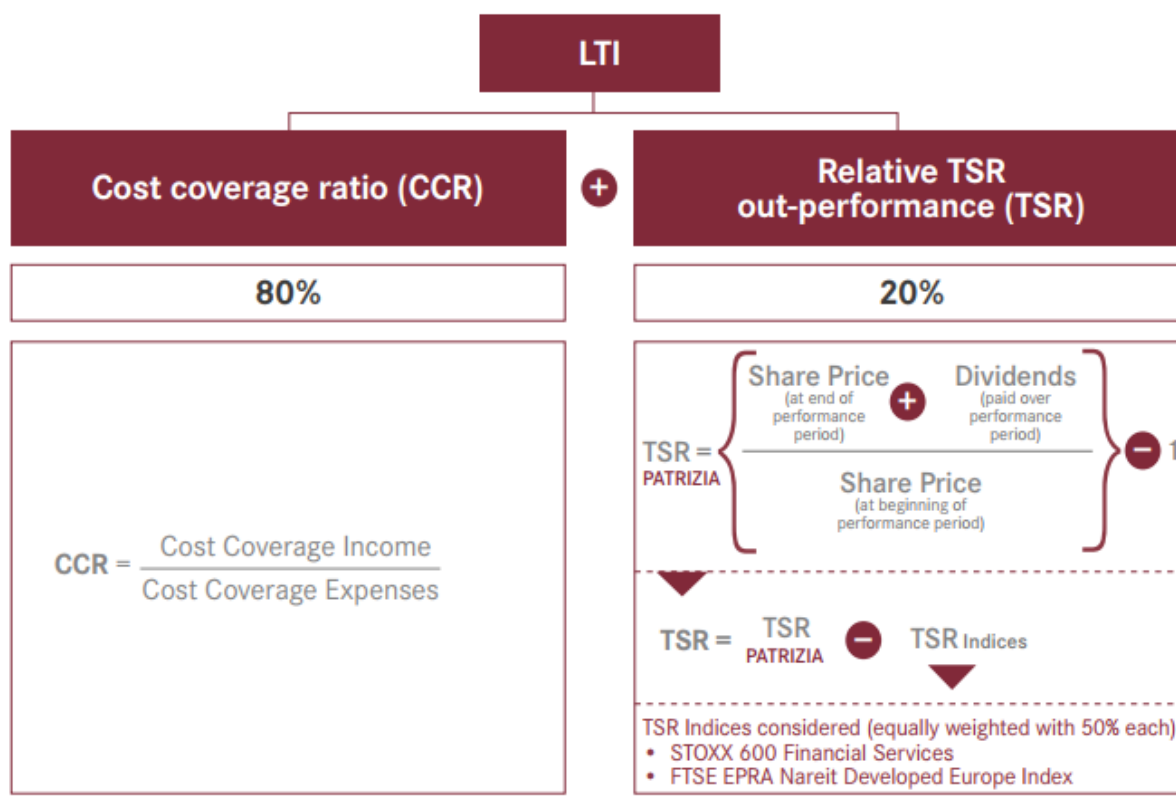 LTI
Cost coverage ratio (CCR)
+
Relative TSR
out-performance (TSR)
80%
20%
CCR =
Cost Coverage Income
Cost Coverage Expenses
TSR =
PATRIZIA
Share Price
(at end of
performance
period)
+
Dividends
(paid over
performance
period)
Share Price
(at beginning of
performance period)
−
TSR =
TSR
PATRIZIA
−
TSR Indices
TSR Indices considered (equally weighted with 50% each)
• STOXX 600 Financial Services
• FTSE EPRA Nareit Developed Europe Index